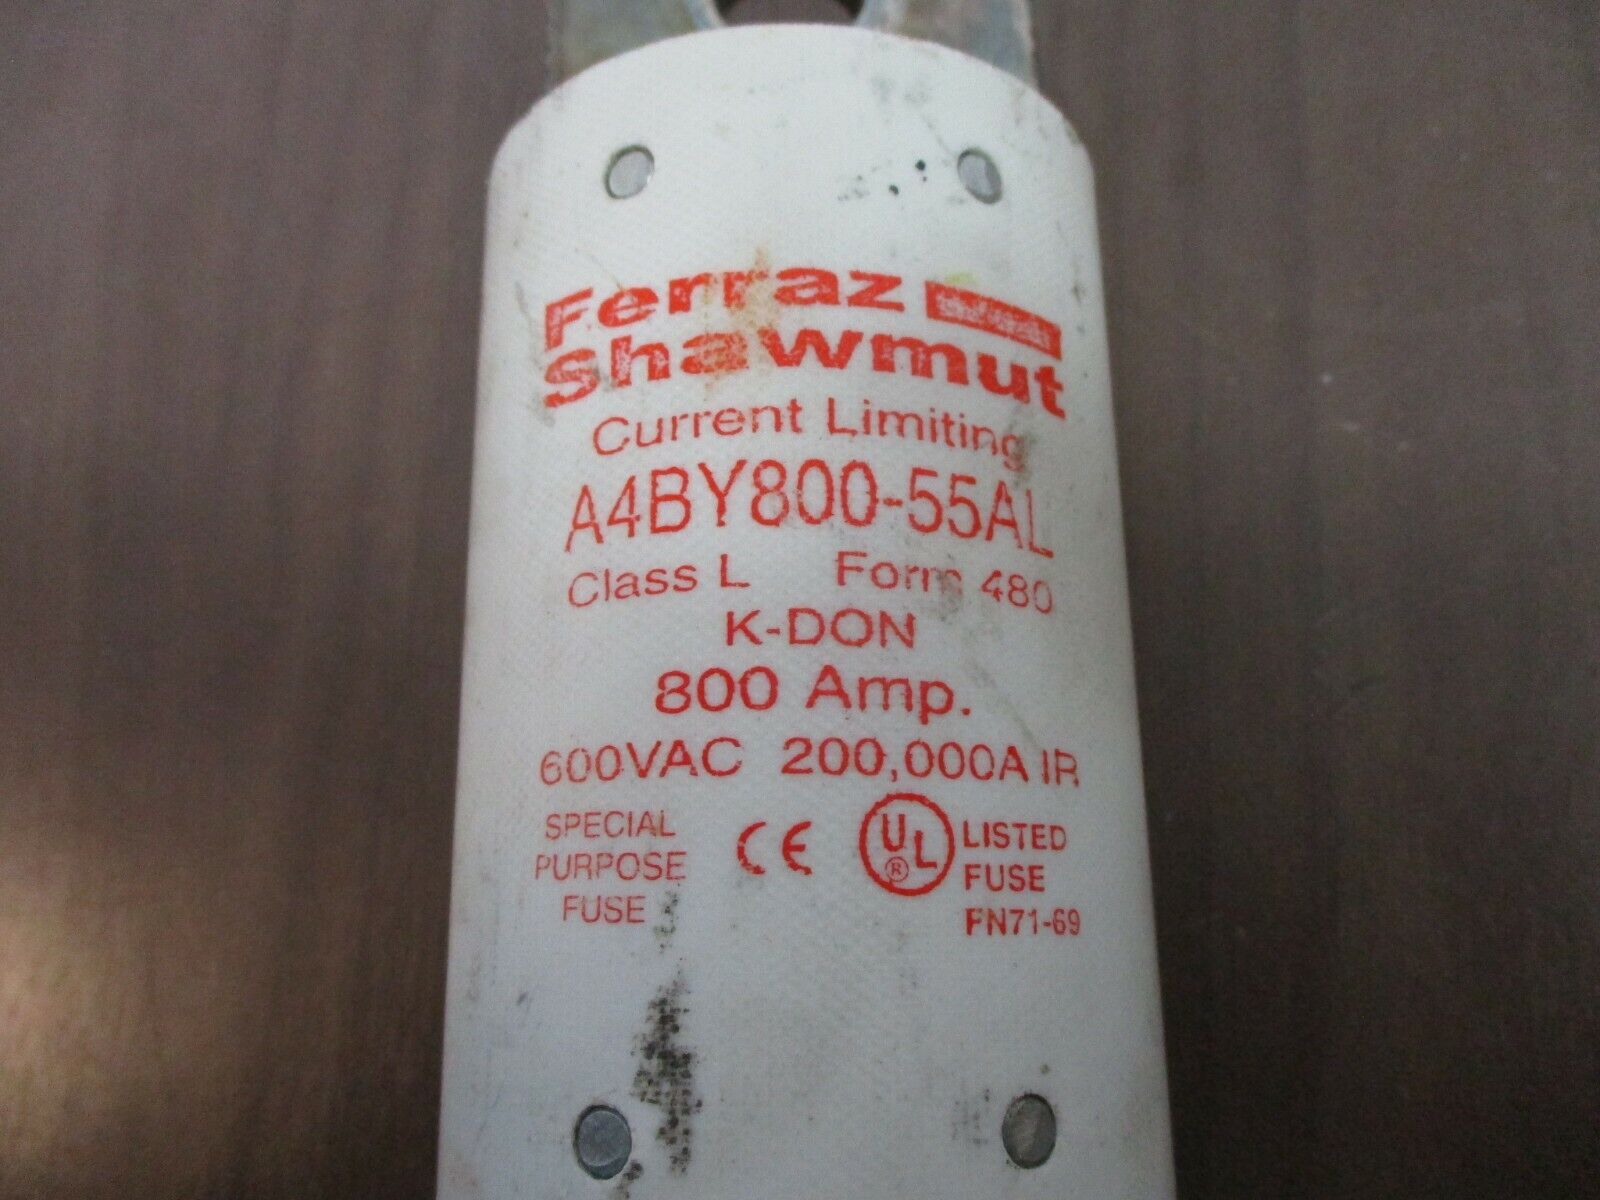 Ferraz
Shawmut
Current Limiting
A4BY800-55AL
Class L Form 480
K-DON
800 Amp.
600VAC 200,000A IR
SPECIAL
PURPOSE
FUSE
CE
UL
®
LISTED
FUSE
FN71-69